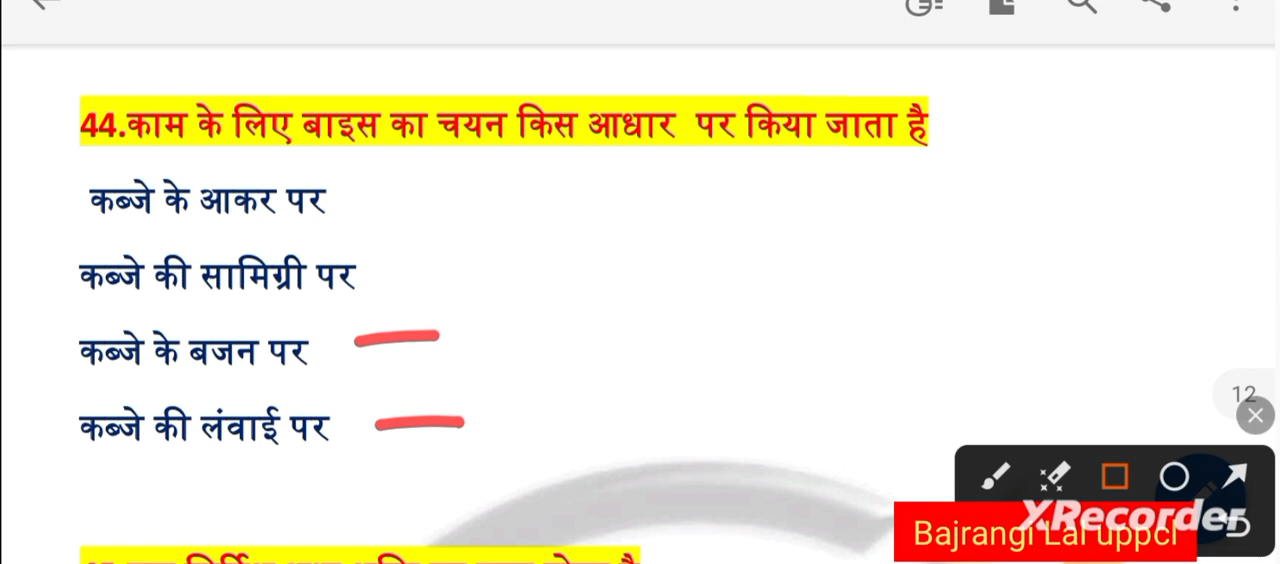 44.काम के लिए बाइस का चयन किस आधार पर किया जाता है
कब्जे के आकर पर
कब्जे की सामिग्री पर
कब्जे के बजन पर
कब्जे की लंवाई पर
12
XRecorder
Bajrangi Lal uppcl